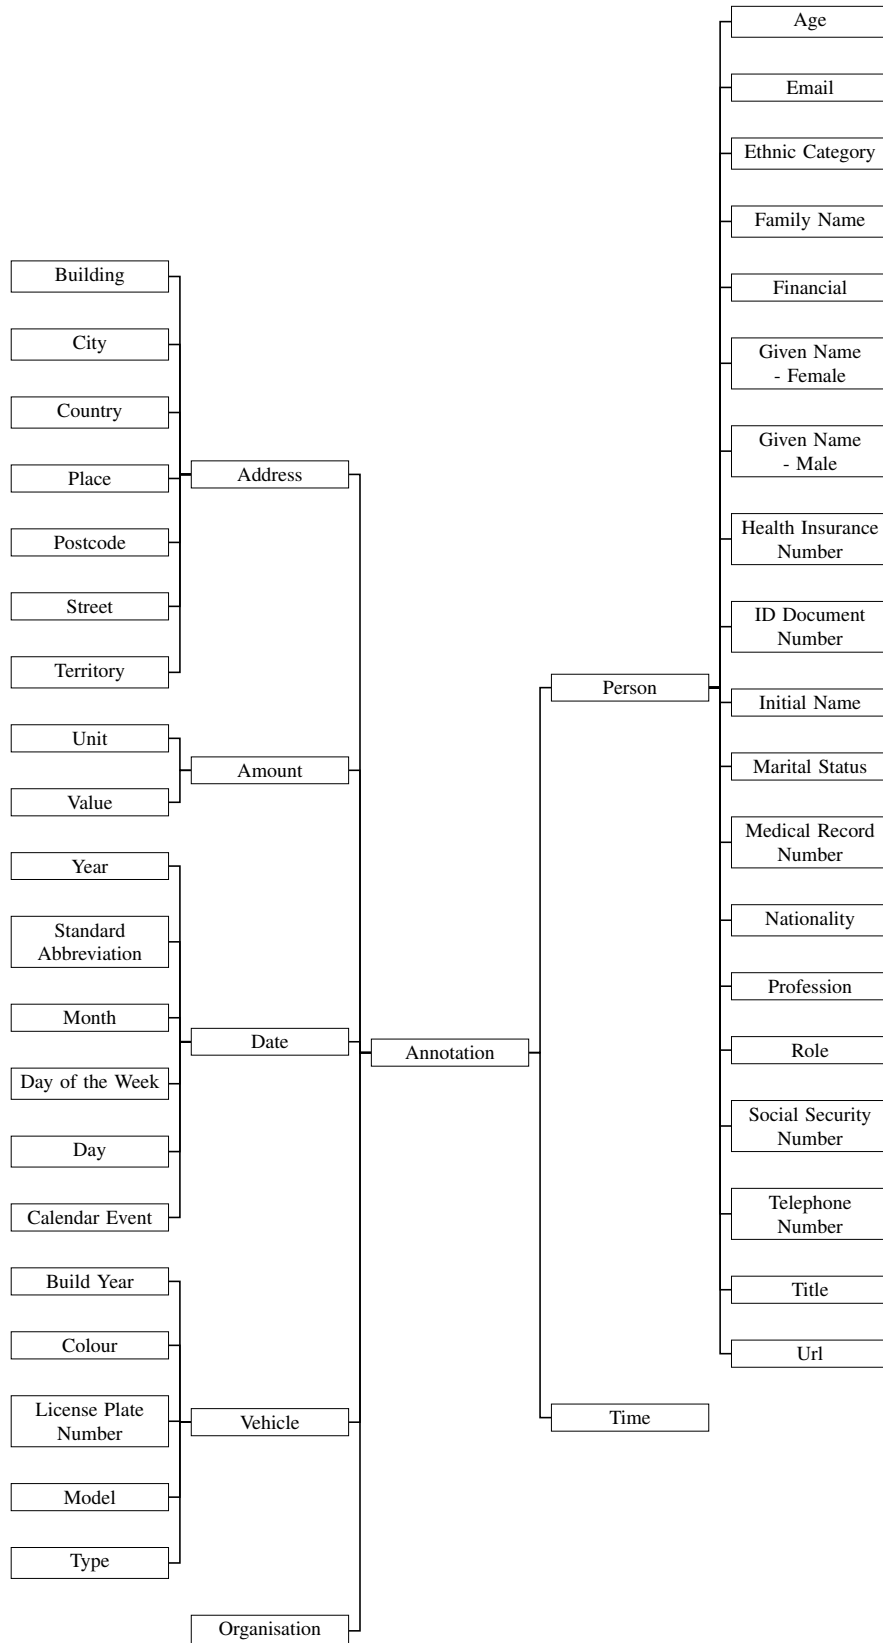 Age
Email
Ethnic Category
Family Name
Financial
Given Name
- Female
Given Name
- Male
Health Insurance
Number
ID Document
Number
Initial Name
Marital Status
Medical Record
Number
Nationality
Profession
Role
Social Security
Number
Telephone
Number
Title
Url
Person
Time
Annotation
Address
Amount
Date
Vehicle
Organisation
Building
City
Country
Place
Postcode
Street
Territory
Unit
Value
Year
Standard
Abbreviation
Month
Day of the Week
Day
Calendar Event
Build Year
Colour
License Plate
Number
Model
Type